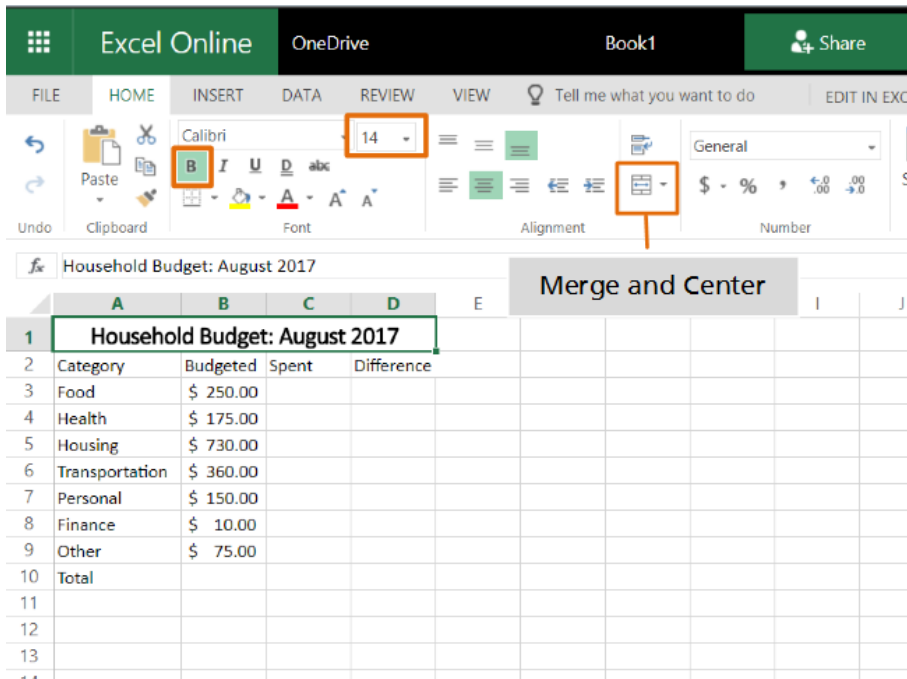 Excel Online OneDrive Book1 Share
FILE HOME INSERT DATA REVIEW VIEW Tell me what you want to do EDIT IN EXC
Calibri 14 General
Paste B I U D abc
A A A $ % , .0 .00 .00 .0
Undo Clipboard Font Alignment Number
fx Household Budget: August 2017
Merge and Center
A B C D E I J
1 Household Budget: August 2017
2 Category Budgeted Spent Difference
3 Food $ 250.00
4 Health $ 175.00
5 Housing $ 730.00
6 Transportation $ 360.00
7 Personal $ 150.00
8 Finance $ 10.00
9 Other $ 75.00
10 Total
11
12
13